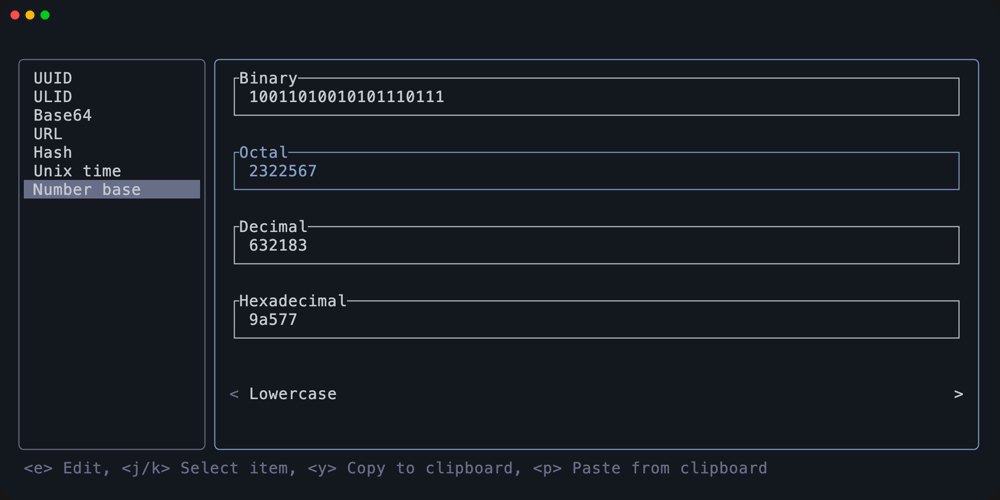 UUID
ULID
Base64
URL
Hash
Unix time
Number base
Binary
10011010010101110111
Octal
2322567
Decimal
632183
Hexadecimal
9a577
< Lowercase >
<e> Edit, <j/k> Select item, <y> Copy to clipboard, <p> Paste from clipboard